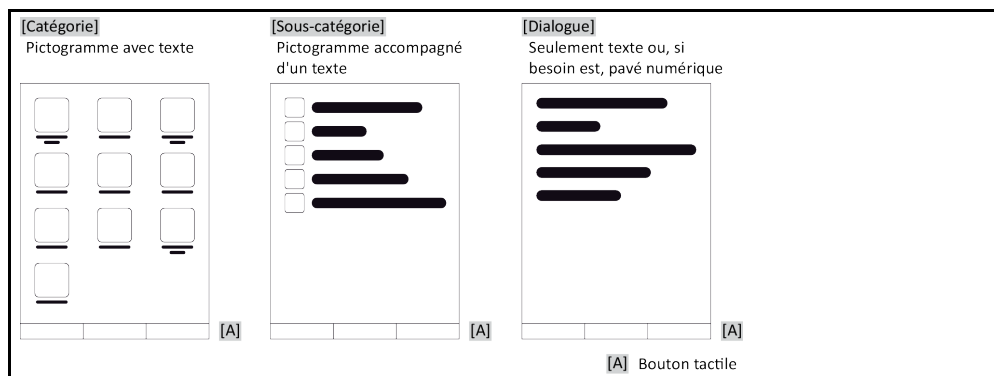 [Catégorie]
Pictogramme avec texte
[Sous-catégorie]
Pictogramme accompagné
d'un texte
[Dialogue]
Seulement texte ou, si
besoin est, pavé numérique
[A]
[A]
[A]
[A] Bouton tactile